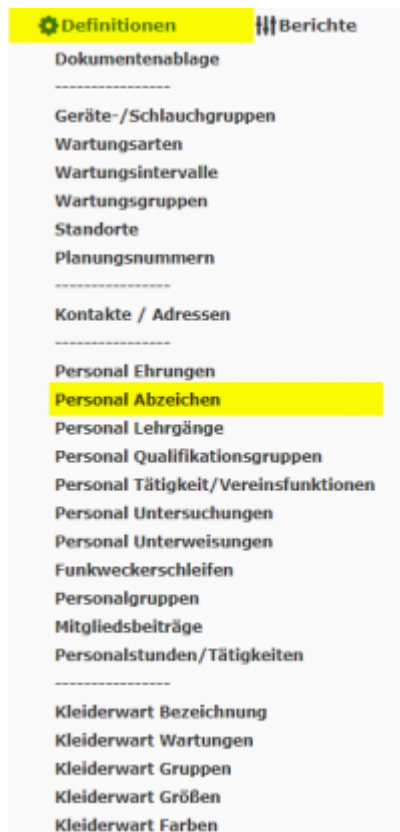 Definitionen Berichte
Dokumentenablage
----------------
Geräte-/Schlauchgruppen
Wartungsarten
Wartungsintervalle
Wartungsgruppen
Standorte
Planungsnummern
----------------
Kontakte / Adressen
----------------
Personal Ehrungen
Personal Abzeichen
Personal Lehrgänge
Personal Qualifikationsgruppen
Personal Tätigkeit/Vereinsfunktionen
Personal Untersuchungen
Personal Unterweisungen
Funkweckerschleifen
Personalgruppen
Mitgliedsbeiträge
Personalstunden/Tätigkeiten
----------------
Kleiderwart Bezeichnung
Kleiderwart Wartungen
Kleiderwart Gruppen
Kleiderwart Größen
Kleiderwart Farben